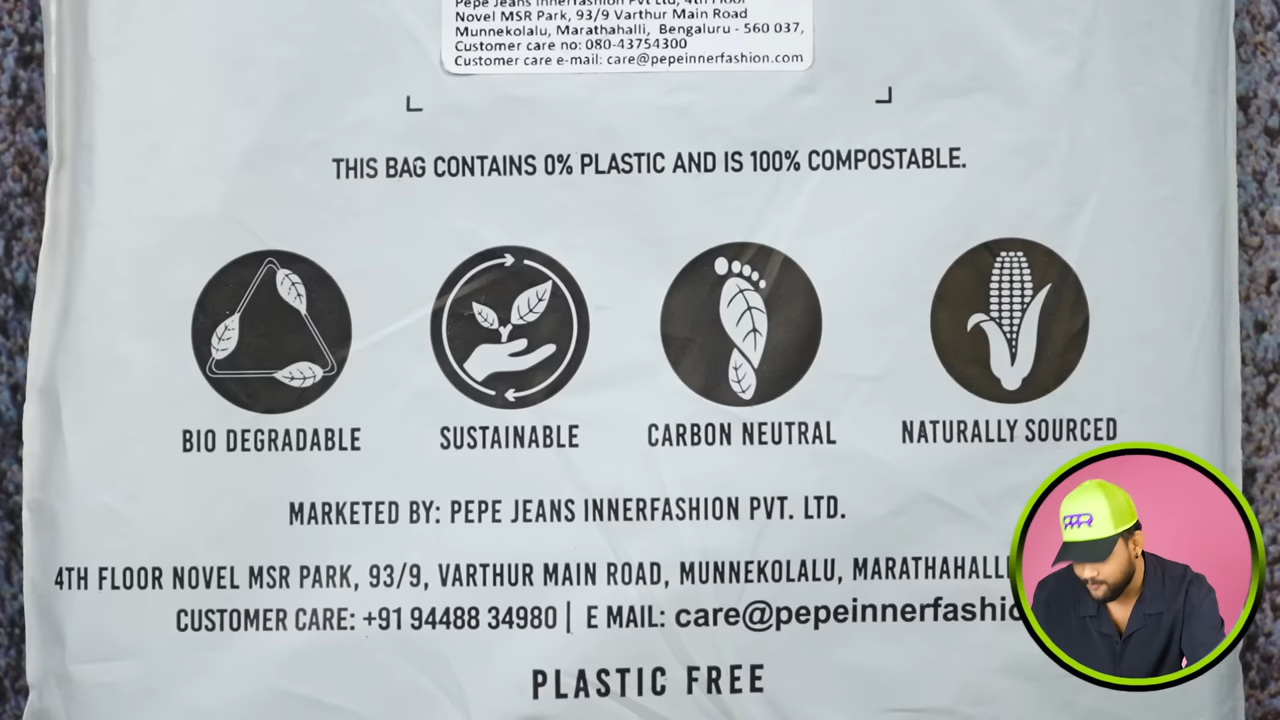 Pepe Jeans Innerfashion Pvt Ltd, 4th Floor
Novel MSR Park, 93/9 Varthur Main Road
Munnekolalu, Marathahalli, Bengaluru - 560 037,
Customer care no: 080-43754300
Customer care e-mail: care@pepeinnerfashion.com
THIS BAG CONTAINS 0% PLASTIC AND IS 100% COMPOSTABLE.
BIO DEGRADABLE SUSTAINABLE CARBON NEUTRAL NATURALLY SOURCED
MARKETED BY: PEPE JEANS INNERFASHION PVT. LTD.
4TH FLOOR NOVEL MSR PARK, 93/9, VARTHUR MAIN ROAD, MUNNEKOLALU, MARATHAHALL
CUSTOMER CARE: +91 94488 34980 | E MAIL: care@pepeinnerfashio
PLASTIC FREE